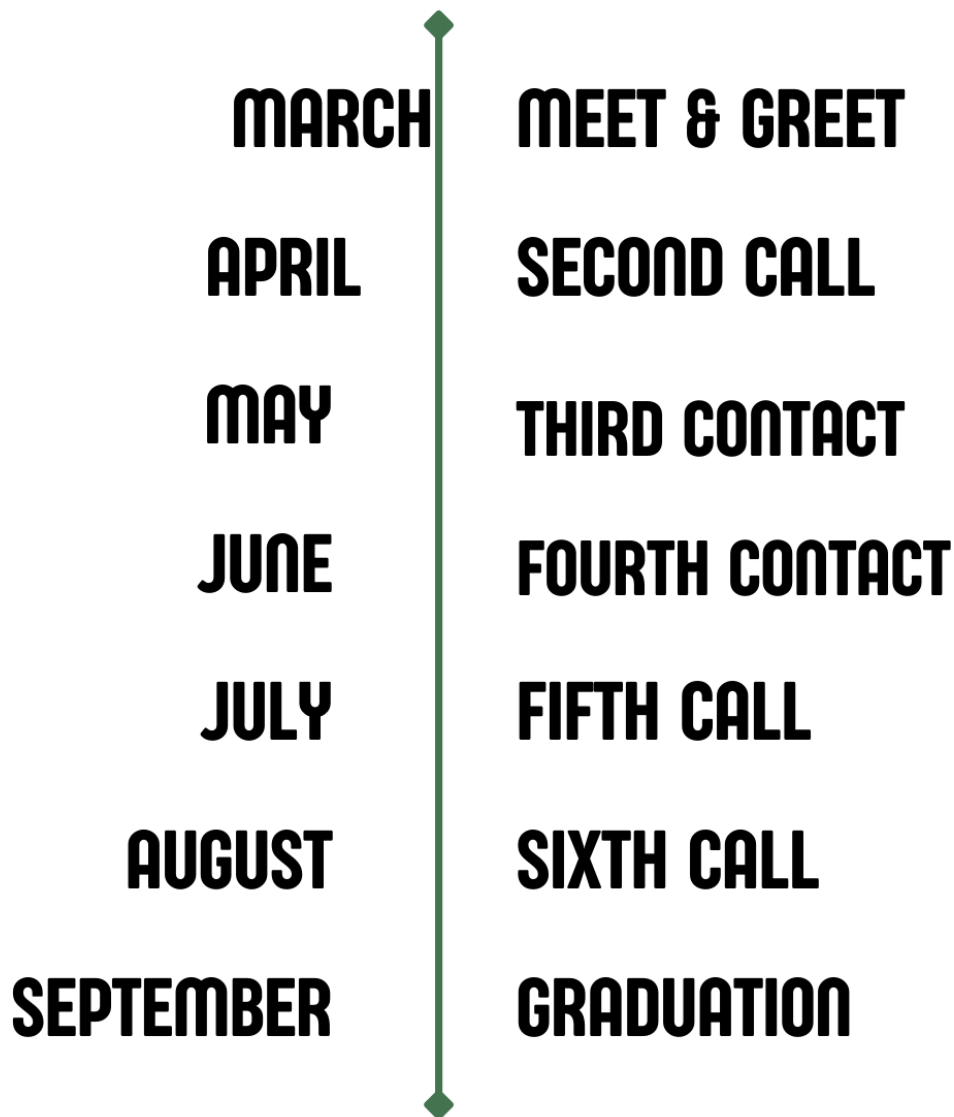 MARCH MEET & GREET
APRIL SECOND CALL
MAY THIRD CONTACT
JUNE FOURTH CONTACT
JULY FIFTH CALL
AUGUST SIXTH CALL
SEPTEMBER GRADUATION